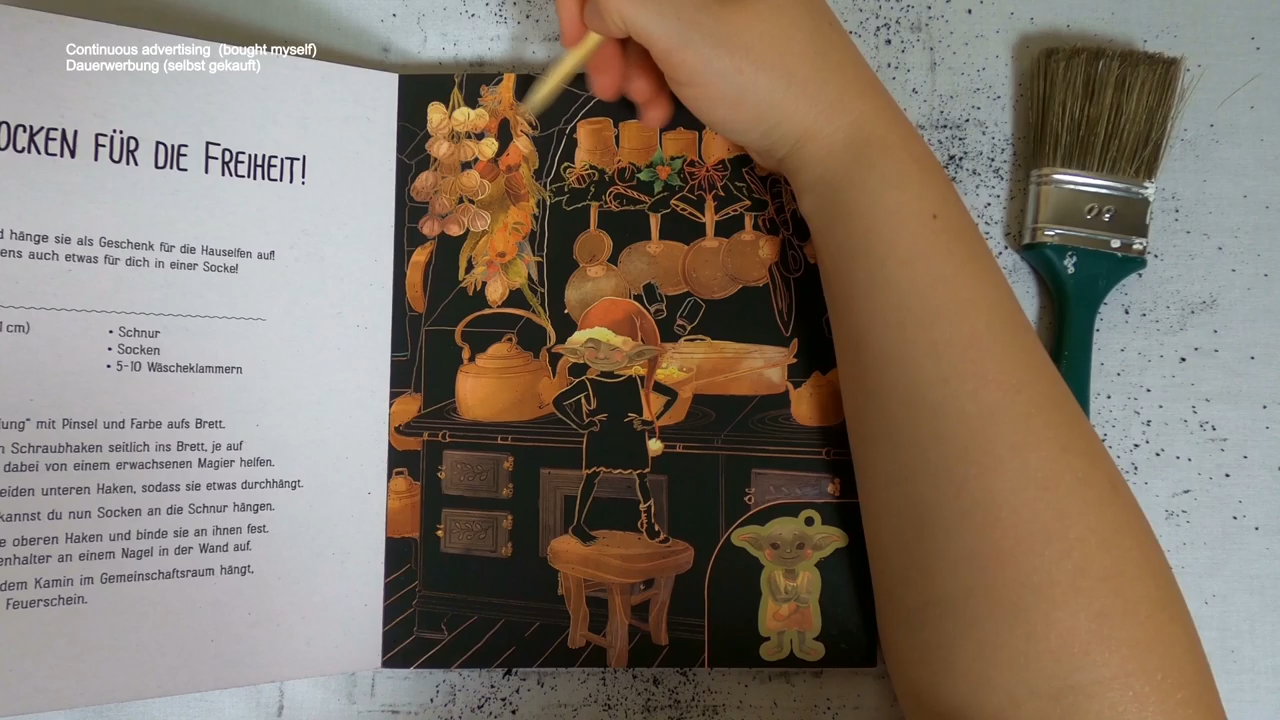 Continuous advertising (bought myself)
Dauerwerbung (selbst gekauft)
OCKEN FÜR DIE FREIHEIT!
hänge sie als Geschenk für die Hauselfen auf!
ens auch etwas für dich in einer Socke!
1 cm)
• Schnur
• Socken
• 5-10 Wäscheklammern
ung" mit Pinsel und Farbe aufs Brett.
n Schraubhaken seitlich ins Brett, je auf
dabei von einem erwachsenen Magier helfen.
eiden unteren Haken, sodass sie etwas durchhängt.
kannst du nun Socken an die Schnur hängen.
e oberen Haken und binde sie an ihnen fest.
enhalter an einem Nagel in der Wand auf.
dem Kamin im Gemeinschaftsraum hängt,
Feuerschein.